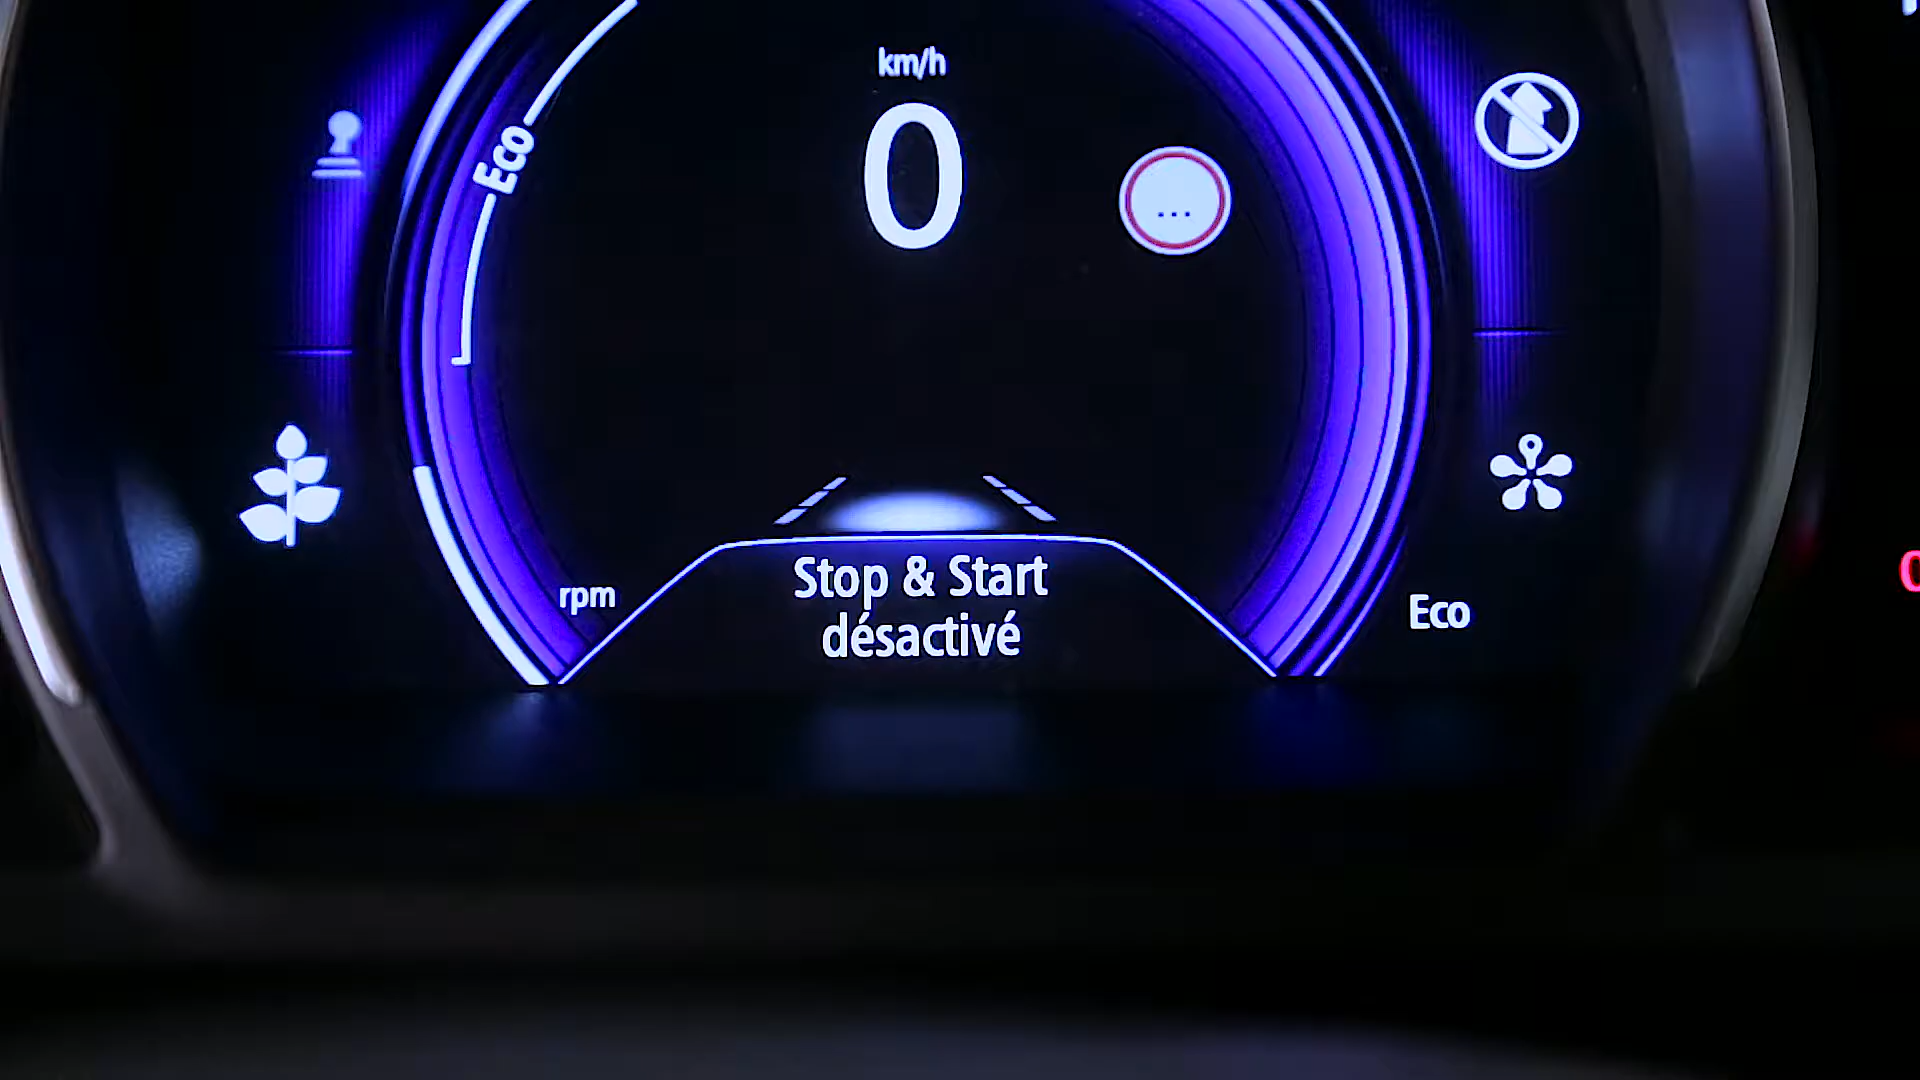 km/h
0
Eco
...
rpm
Stop & Start
désactivé
Eco